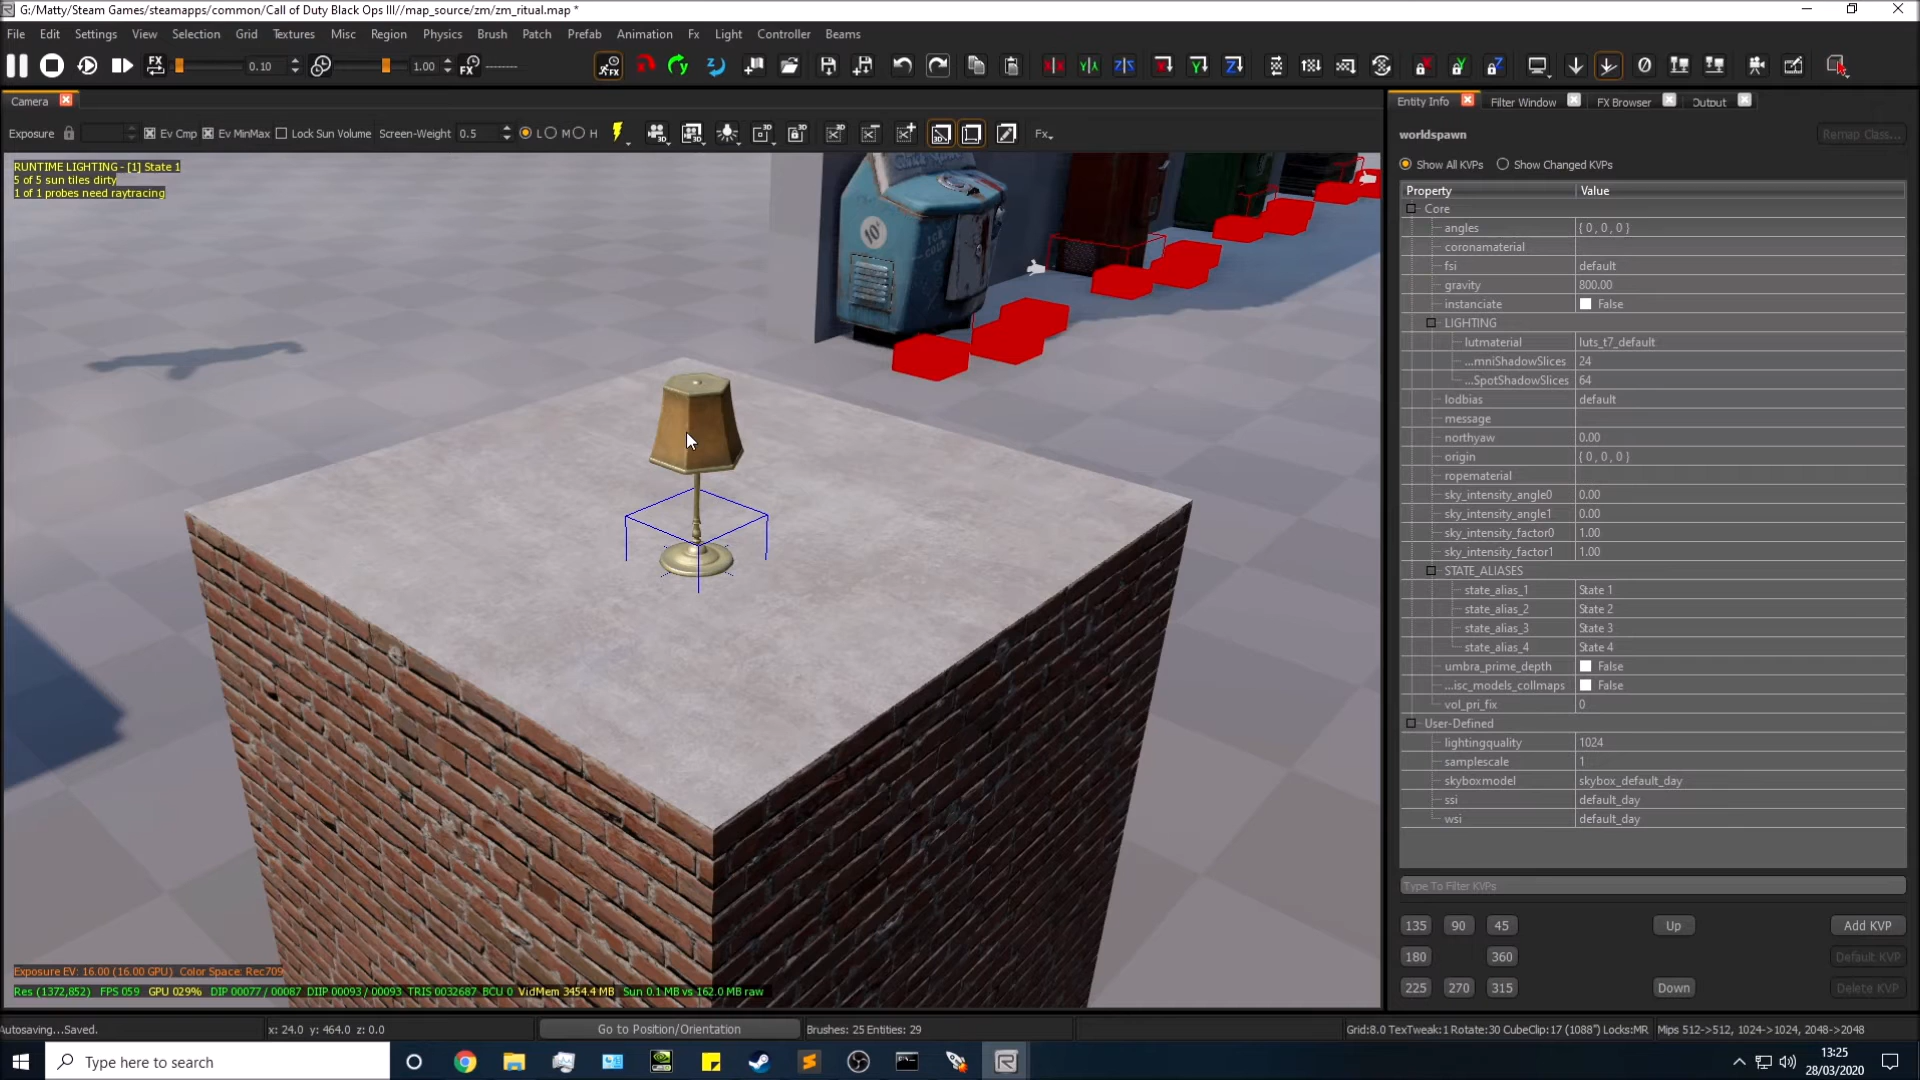 G:/Matty/Steam Games/steamapps/common/Call of Duty Black Ops III//map_source/zm/zm_ritual.map *
File Edit Settings View Selection Grid Textures Misc Region Physics Brush Patch Prefab Animation Fx Light Controller Beams
FX 0.10 1.00 FX --------
Camera
Entity Info Filter Window FX Browser Output
Exposure Ev Cmp Ev MinMax Lock Sun Volume Screen-Weight 0.5 L M H Fx
worldspawn Remap Class...
Show All KVPs Show Changed KVPs
RUNTIME LIGHTING - [1] State 1
5 of 5 sun tiles dirty
1 of 1 probes need raytracing
10¢
ICE COLD
Property Value
Core
angles { 0 , 0 , 0 }
coronamaterial
fsi default
gravity 800.00
instanciate False
LIGHTING
lutmaterial luts_t7_default
...mniShadowSlices 24
...SpotShadowSlices 64
lodbias default
message
northyaw 0.00
origin { 0 , 0 , 0 }
ropematerial
sky_intensity_angle0 0.00
sky_intensity_angle1 0.00
sky_intensity_factor0 1.00
sky_intensity_factor1 1.00
STATE_ALIASES
state_alias_1 State 1
state_alias_2 State 2
state_alias_3 State 3
state_alias_4 State 4
umbra_prime_depth False
...isc_models_collmaps False
vol_pri_fix 0
User-Defined
lightingquality 1024
samplescale 1
skyboxmodel skybox_default_day
ssi default_day
wsi default_day
Type To Filter KVPs
135 90 45 Up Add KVP
180 360 Default KVP
225 270 315 Down Delete KVP
Exposure EV: 16.00 (16.00 GPU) Color Space: Rec709
Res (1372,852) FPS 059 GPU 029% DIP 00077 / 00087 DIIP 00093 / 00093 TRIS 0032687 BCU 0 VidMem 3454.4 MB Sun 0.1 MB vs 162.0 MB raw
Autosaving...Saved. x: 24.0 y: 464.0 z: 0.0 Go to Position/Orientation Brushes: 25 Entities: 29 Grid:8.0 TexTweak:1 Rotate:30 CubeClip:17 (1088") Locks:MR Mips 512->512, 1024->1024, 2048->2048
Type here to search
13:25
28/03/2020